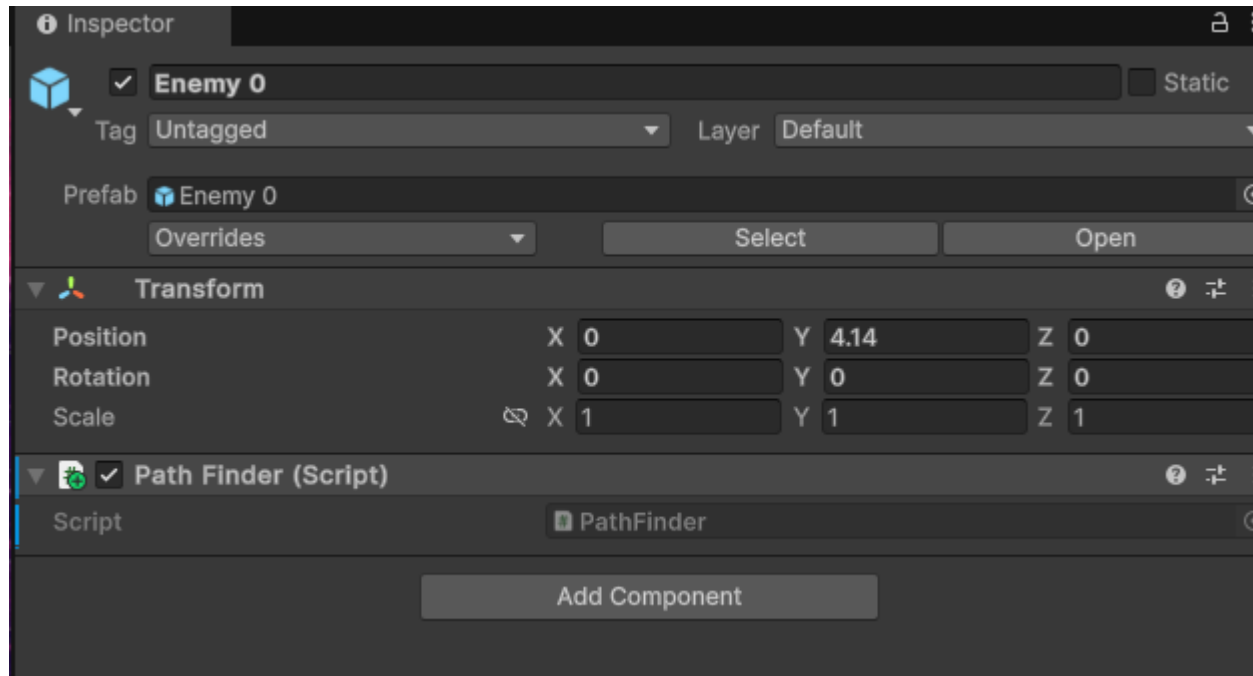 Inspector
Enemy 0 Static
Tag Untagged Layer Default
Prefab Enemy 0
Overrides Select Open
Transform
Position X 0 Y 4.14 Z 0
Rotation X 0 Y 0 Z 0
Scale X 1 Y 1 Z 1
Path Finder (Script)
Script PathFinder
Add Component